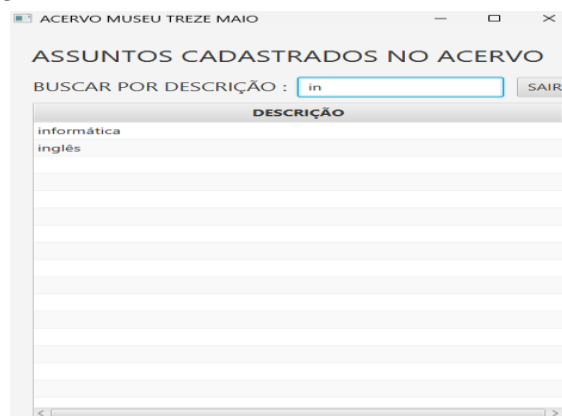 ACERVO MUSEU TREZE MAIO
ASSUNTOS CADASTRADOS NO ACERVO
BUSCAR POR DESCRIÇÃO : in SAIR
DESCRIÇÃO
informática
inglês